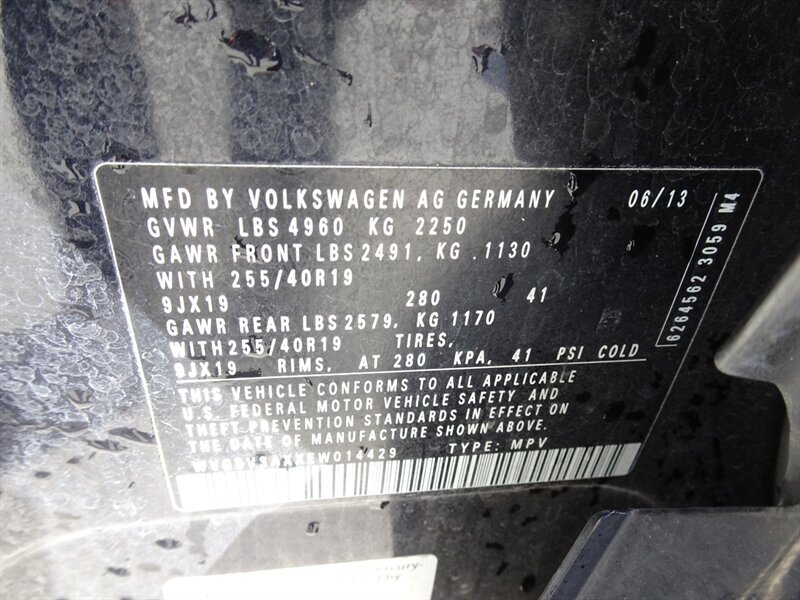 MFD BY VOLKSWAGEN AG GERMANY 06/13
GVWR LBS 4960 KG 2250
GAWR FRONT LBS 2491, KG .1130
WITH 255/40R19
9JX19 280 41
GAWR REAR LBS 2579, KG 1170
WITH 255/40R19 TIRES,
9JX19 RIMS, AT 280 KPA, 41 PSI COLD
THIS VEHICLE CONFORMS TO ALL APPLICABLE
U.S. FEDERAL MOTOR VEHICLE SAFETY AND
THEFT PREVENTION STANDARDS IN EFFECT ON
THE DATE OF MANUFACTURE SHOWN ABOVE.
TYPE: MPV
6264562 3059 M4